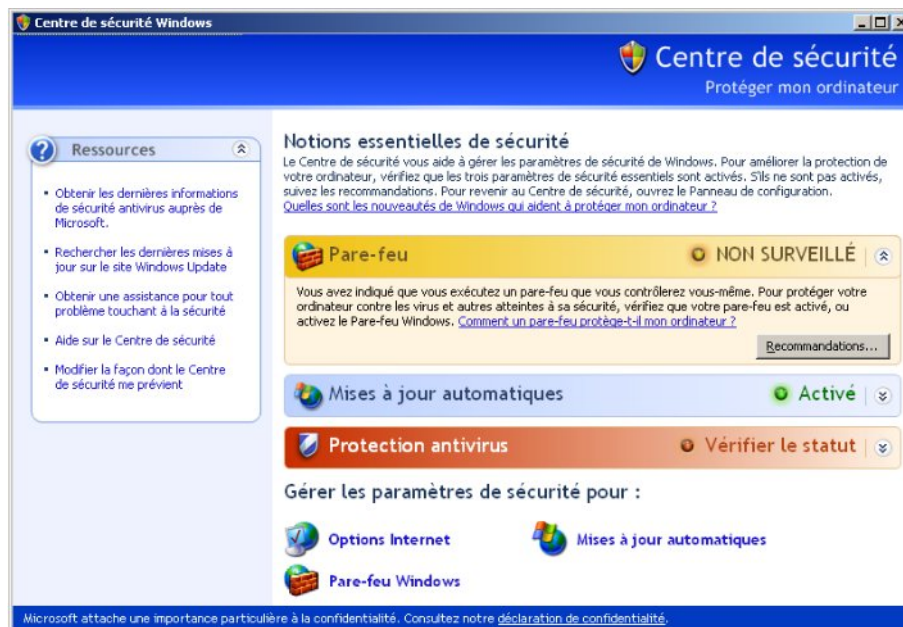 Centre de sécurité Windows
Centre de sécurité
Protéger mon ordinateur
Ressources
Obtenir les dernières informations
de sécurité antivirus auprès de
Microsoft.
Rechercher les dernières mises à
jour sur le site Windows Update
Obtenir une assistance pour tout
problème touchant à la sécurité
Aide sur le Centre de sécurité
Modifier la façon dont le Centre
de sécurité me prévient
Notions essentielles de sécurité
Le Centre de sécurité vous aide à gérer les paramètres de sécurité de Windows. Pour améliorer la protection de
votre ordinateur, vérifiez que les trois paramètres de sécurité essentiels sont activés. S'ils ne sont pas activés,
suivez les recommandations. Pour revenir au Centre de sécurité, ouvrez le Panneau de configuration.
Quelles sont les nouveautés de Windows qui aident à protéger mon ordinateur ?
Pare-feu NON SURVEILLÉ
Vous avez indiqué que vous exécutez un pare-feu que vous contrôlerez vous-même. Pour protéger votre
ordinateur contre les virus et autres atteintes à sa sécurité, vérifiez que votre pare-feu est activé, ou
activez le Pare-feu Windows. Comment un pare-feu protège-t-il mon ordinateur ?
Recommandations...
Mises à jour automatiques Activé
Protection antivirus Vérifier le statut
Gérer les paramètres de sécurité pour :
Options Internet Mises à jour automatiques
Pare-feu Windows
Microsoft attache une importance particulière à la confidentialité. Consultez notre déclaration de confidentialité.